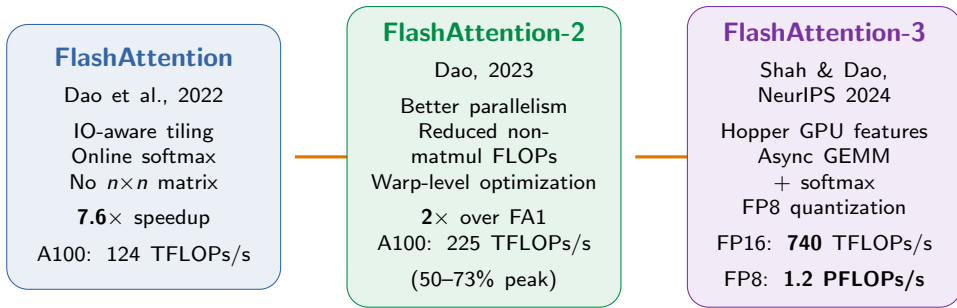 FlashAttention
Dao et al., 2022
IO-aware tiling
Online softmax
No n×n matrix
7.6× speedup
A100: 124 TFLOPs/s
FlashAttention-2
Dao, 2023
Better parallelism
Reduced non-
matmul FLOPs
Warp-level optimization
2× over FA1
A100: 225 TFLOPs/s
(50–73% peak)
FlashAttention-3
Shah & Dao,
NeurIPS 2024
Hopper GPU features
Async GEMM
+ softmax
FP8 quantization
FP16: 740 TFLOPs/s
FP8: 1.2 PFLOPs/s